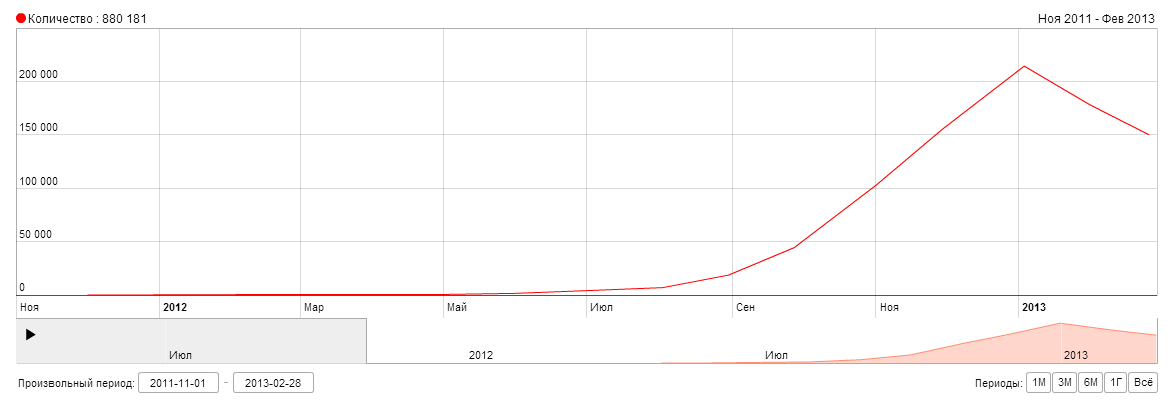 Количество : 880 181
Ноя 2011 - Фев 2013
200 000
150 000
100 000
50 000
0
Ноя 2012 Мар Май Июл Сен Ноя 2013
Июл 2012 Июл 2013
Произвольный период: 2011-11-01 - 2013-02-28
Периоды: 1М 3М 6М 1Г Всё